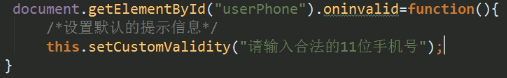 document.getElementById("userPhone").oninvalid=function(){
/*设置默认的提示信息*/
this.setCustomValidity("请输入合法的11位手机号");
}